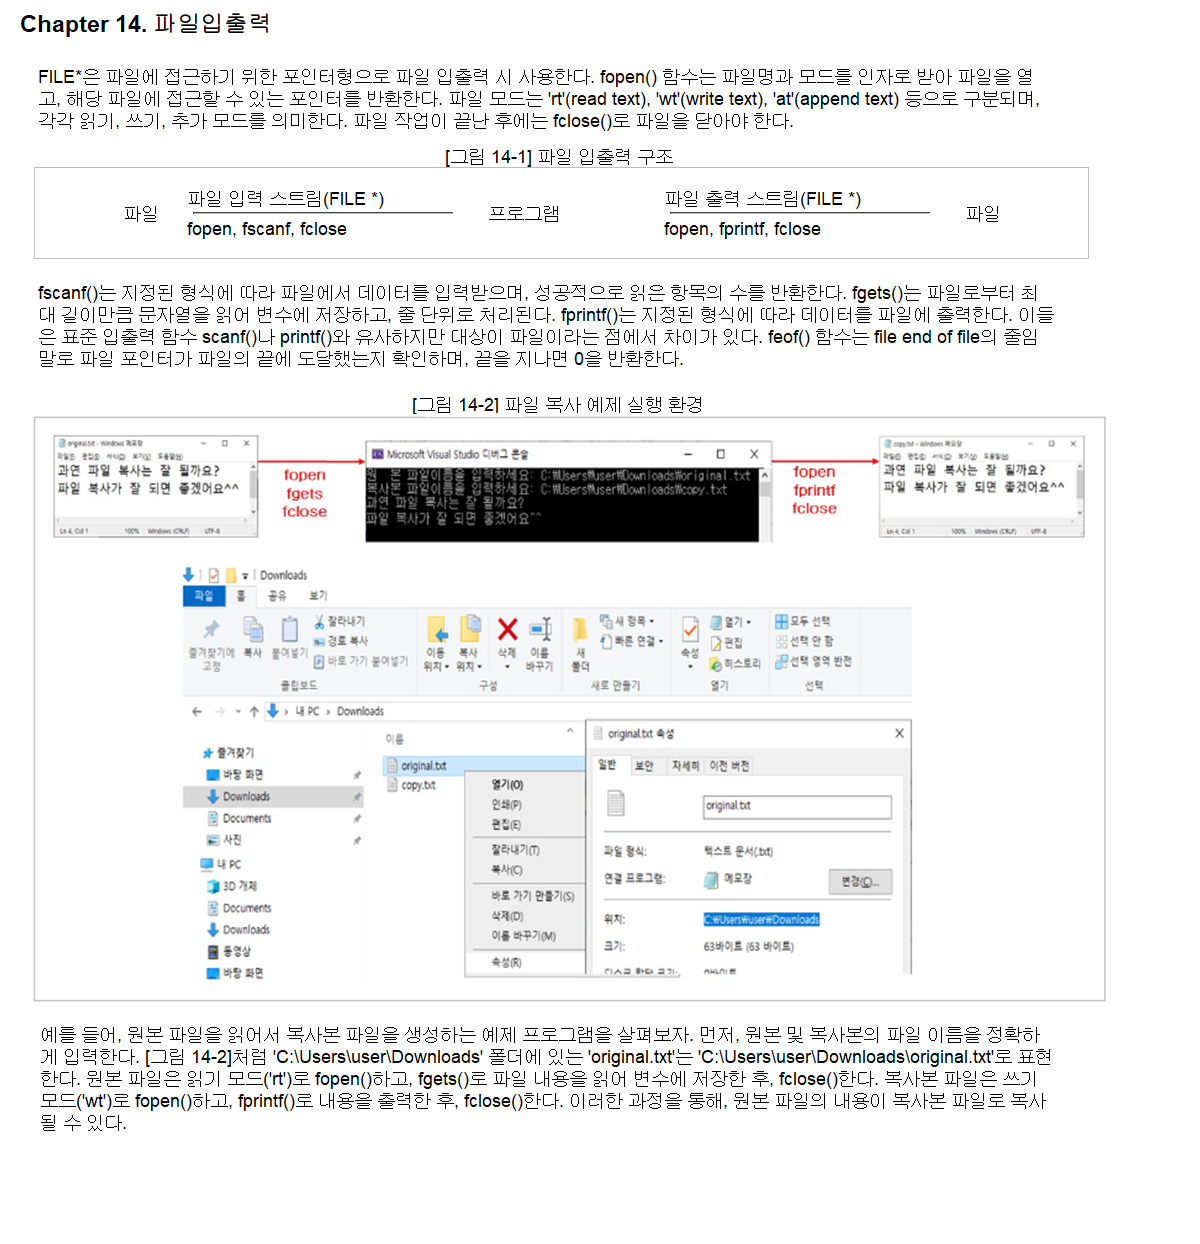 Chapter 14. 파일입출력
FILE*은 파일에 접근하기 위한 포인터형으로 파일 입출력 시 사용한다. fopen() 함수는 파일명과 모드를 인자로 받아 파일을 열
고, 해당 파일에 접근할 수 있는 포인터를 반환한다. 파일 모드는 'rt'(read text), 'wt'(write text), 'at'(append text) 등으로 구분되며,
각각 읽기, 쓰기, 추가 모드를 의미한다. 파일 작업이 끝난 후에는 fclose()로 파일을 닫아야 한다.
[그림 14-1] 파일 입출력 구조
파일
파일 입력 스트림(FILE *)
fopen, fscanf, fclose
프로그램
파일 출력 스트림(FILE *)
fopen, fprintf, fclose
파일
fscanf()는 지정된 형식에 따라 파일에서 데이터를 입력받으며, 성공적으로 읽은 항목의 수를 반환한다. fgets()는 파일로부터 최
대 길이만큼 문자열을 읽어 변수에 저장하고, 줄 단위로 처리된다. fprintf()는 지정된 형식에 따라 데이터를 파일에 출력한다. 이들
은 표준 입출력 함수 scanf()나 printf()와 유사하지만 대상이 파일이라는 점에서 차이가 있다. feof() 함수는 file end of file의 줄임
말로 파일 포인터가 파일의 끝에 도달했는지 확인하며, 끝을 지나면 0을 반환한다.
[그림 14-2] 파일 복사 예제 실행 환경
original.txt - Windows 메모장
파일(F) 편집(E) 서식(O) 보기(V) 도움말(H)
과연 파일 복사는 잘 될까요?
파일 복사가 잘 되면 좋겠어요^^
Ln 4, Col 1 100% Windows (CRLF) UTF-8
fopen
fgets
fclose
Microsoft Visual Studio 디버그 콘솔
원 본 파일이름을 입력하세요: C:₩Users₩user₩Downloads₩original.txt
복사본 파일이름을 입력하세요: C:₩Users₩user₩Downloads₩copy.txt
과연 파일 복사는 잘 될까요?
파일 복사가 잘 되면 좋겠어요^^
fopen
fprintf
fclose
copy.txt - Windows 메모장
파일(F) 편집(E) 서식(O) 보기(V) 도움말(H)
과연 파일 복사는 잘 될까요?
파일 복사가 잘 되면 좋겠어요^^
Ln 4, Col 1 100% Windows (CRLF) UTF-8
Downloads
파일 홈 공유 보기
즐겨찾기에 고정
복사
붙여넣기
잘라내기
경로 복사
바로 가기 붙여넣기
클립보드
이동 위치
복사 위치
삭제
이름 바꾸기
구성
새 폴더
새 항목
빠른 연결
새로 만들기
속성
열기
편집
히스토리
열기
모두 선택
선택 안 함
선택 영역 반전
선택
내 PC › Downloads
즐겨찾기
바탕 화면
Downloads
Documents
사진
내 PC
3D 개체
Documents
Downloads
동영상
바탕 화면
이름
original.txt
copy.txt
열기(O)
인쇄(P)
편집(E)
잘라내기(T)
복사(C)
바로 가기 만들기(S)
삭제(D)
이름 바꾸기(M)
속성(R)
original.txt 속성
일반 보안 자세히 이전 버전
original.txt
파일 형식: 텍스트 문서(.txt)
연결 프로그램: 메모장 변경(C)...
위치: C:₩Users₩user₩Downloads
크기: 63바이트 (63 바이트)
디스크 할당 크기: 0바이트
예를 들어, 원본 파일을 읽어서 복사본 파일을 생성하는 예제 프로그램을 살펴보자. 먼저, 원본 및 복사본의 파일 이름을 정확하
게 입력한다. [그림 14-2]처럼 'C:\Users\user\Downloads' 폴더에 있는 'original.txt'는 'C:\Users\user\Downloads\original.txt'로 표현
한다. 원본 파일은 읽기 모드('rt')로 fopen()하고, fgets()로 파일 내용을 읽어 변수에 저장한 후, fclose()한다. 복사본 파일은 쓰기
모드('wt')로 fopen()하고, fprintf()로 내용을 출력한 후, fclose()한다. 이러한 과정을 통해, 원본 파일의 내용이 복사본 파일로 복사
될 수 있다.